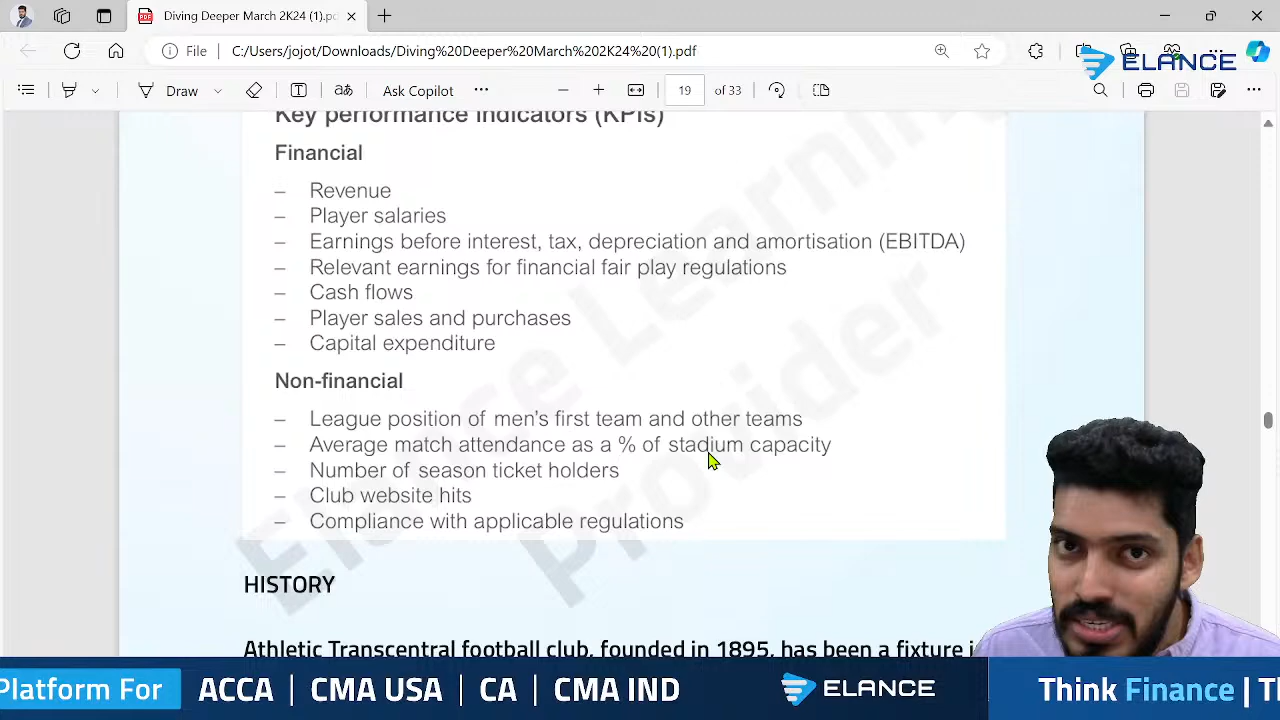 Diving Deeper March 2K24 (1).pd
File
C:/Users/jojot/Downloads/Diving%20Deeper%20March%202K24%20(1).pdf
ELANCE
Draw
Ask Copilot
19
of 33
Key performance indicators (KPIs)
Financial
– Revenue
– Player salaries
– Earnings before interest, tax, depreciation and amortisation (EBITDA)
– Relevant earnings for financial fair play regulations
– Cash flows
– Player sales and purchases
– Capital expenditure
Non-financial
– League position of men's first team and other teams
– Average match attendance as a % of stadium capacity
– Number of season ticket holders
– Club website hits
– Compliance with applicable regulations
Elance Learning
Provider
HISTORY
Athletic Transcentral football club, founded in 1895, has been a fixture i
Platform For
ACCA | CMA USA | CA | CMA IND
ELANCE
Think Finance | Th